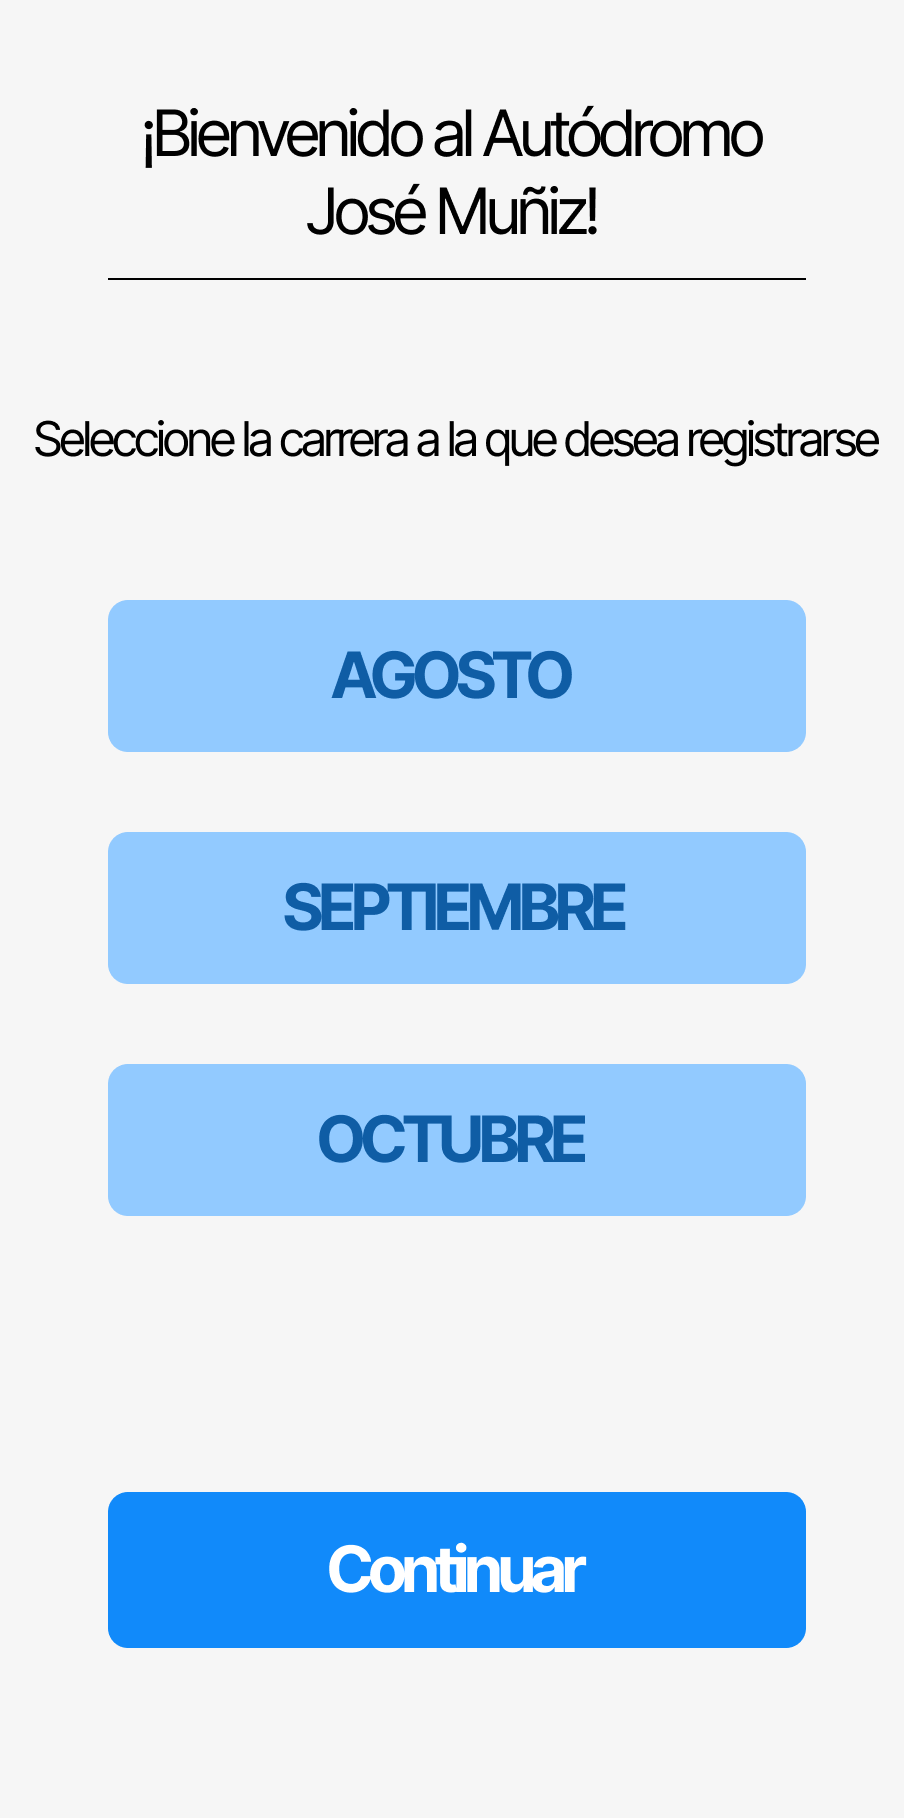 ¡Bienvenido al Autódromo
José Muñiz!
Seleccione la carrera a la que desea registrarse
AGOSTO
SEPTIEMBRE
OCTUBRE
Continuar